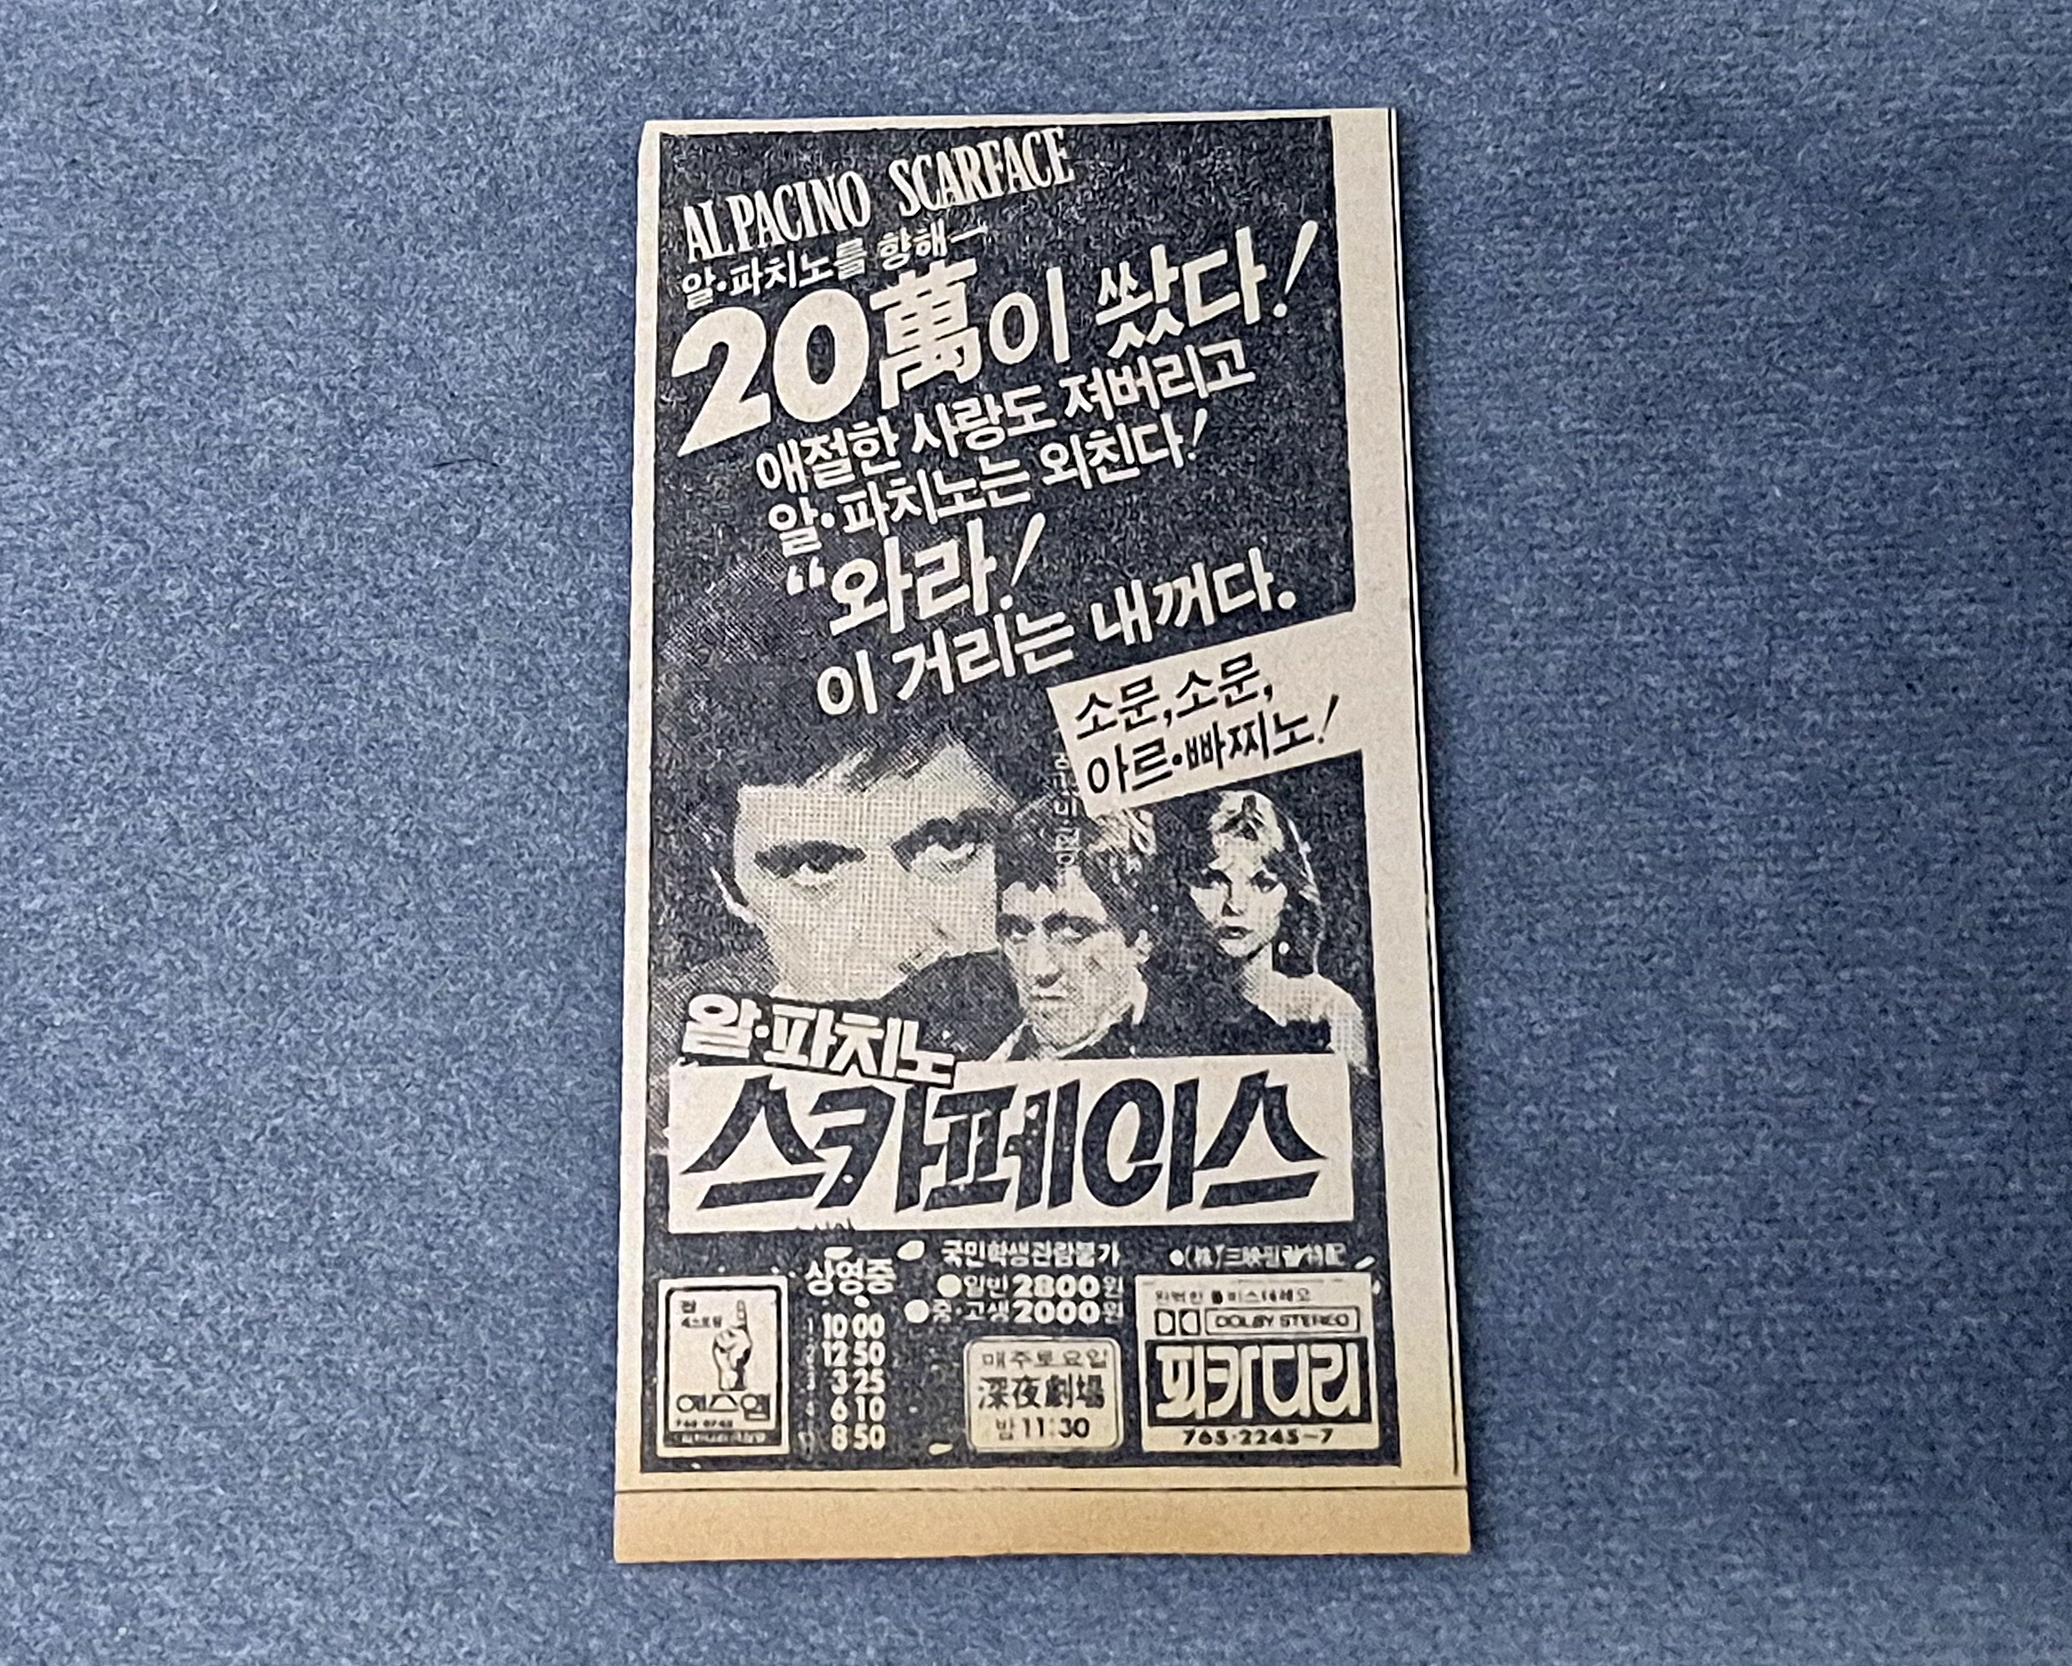 AL PACINO SCARFACE
알·파치노를 향해—
20萬이 쐈다!
애절한 사랑도 져버리고
알·파치노는 외친다!
“와라!
이 거리는 내꺼다.
소문,소문,
아르·빠찌노!
알·파치노
스카페이스
상영중
1 10 00
2 12 50
3 3 25
4 6 10
5 8 50
국민학생관람불가
●일반 2800원
●중·고생 2000원
매주토요일
深夜劇場
밤 11:30
에스엠
DOLBY STEREO
피카디리
765·2245~7